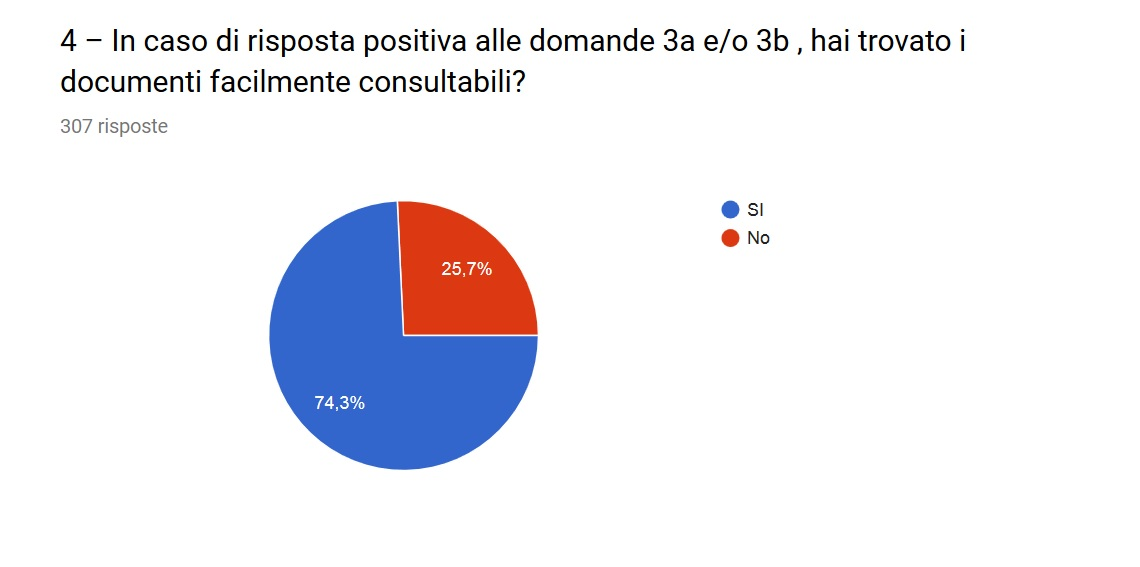 4 – In caso di risposta positiva alle domande 3a e/o 3b , hai trovato i
documenti facilmente consultabili?
307 risposte
SI
No
25,7%
74,3%